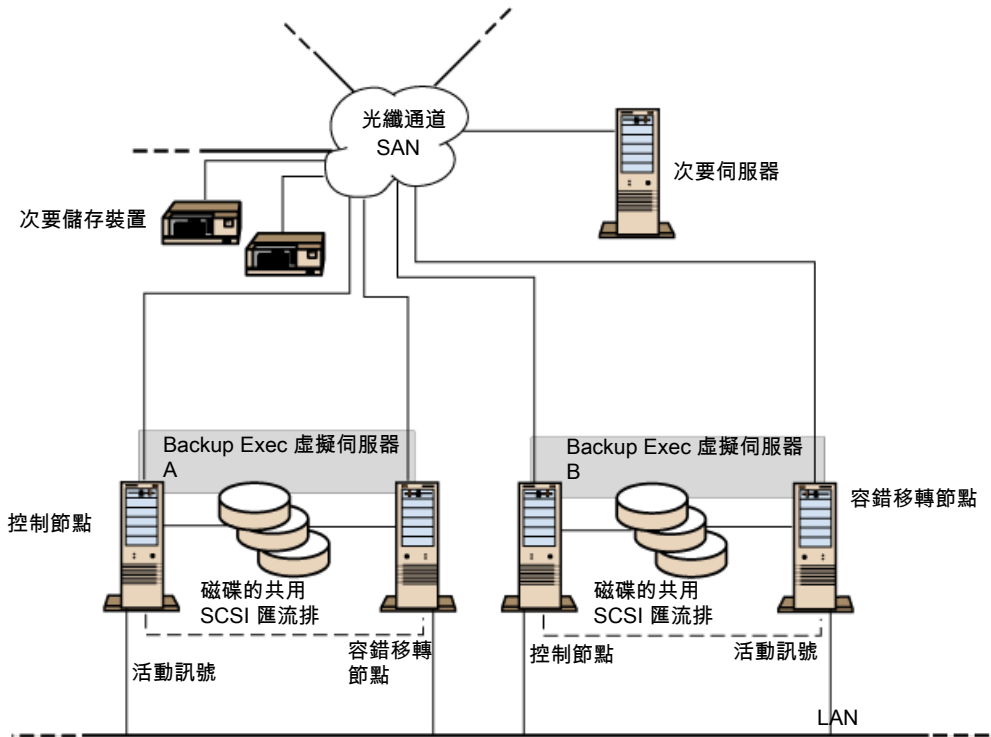 光纖通道
SAN
次要伺服器
次要儲存裝置
Backup Exec 虛擬伺服器
A
Backup Exec 虛擬伺服器
B
控制節點
容錯移轉節點
磁碟的共用
SCSI 匯流排
磁碟的共用
SCSI 匯流排
活動訊號
容錯移轉
節點
控制節點
活動訊號
LAN